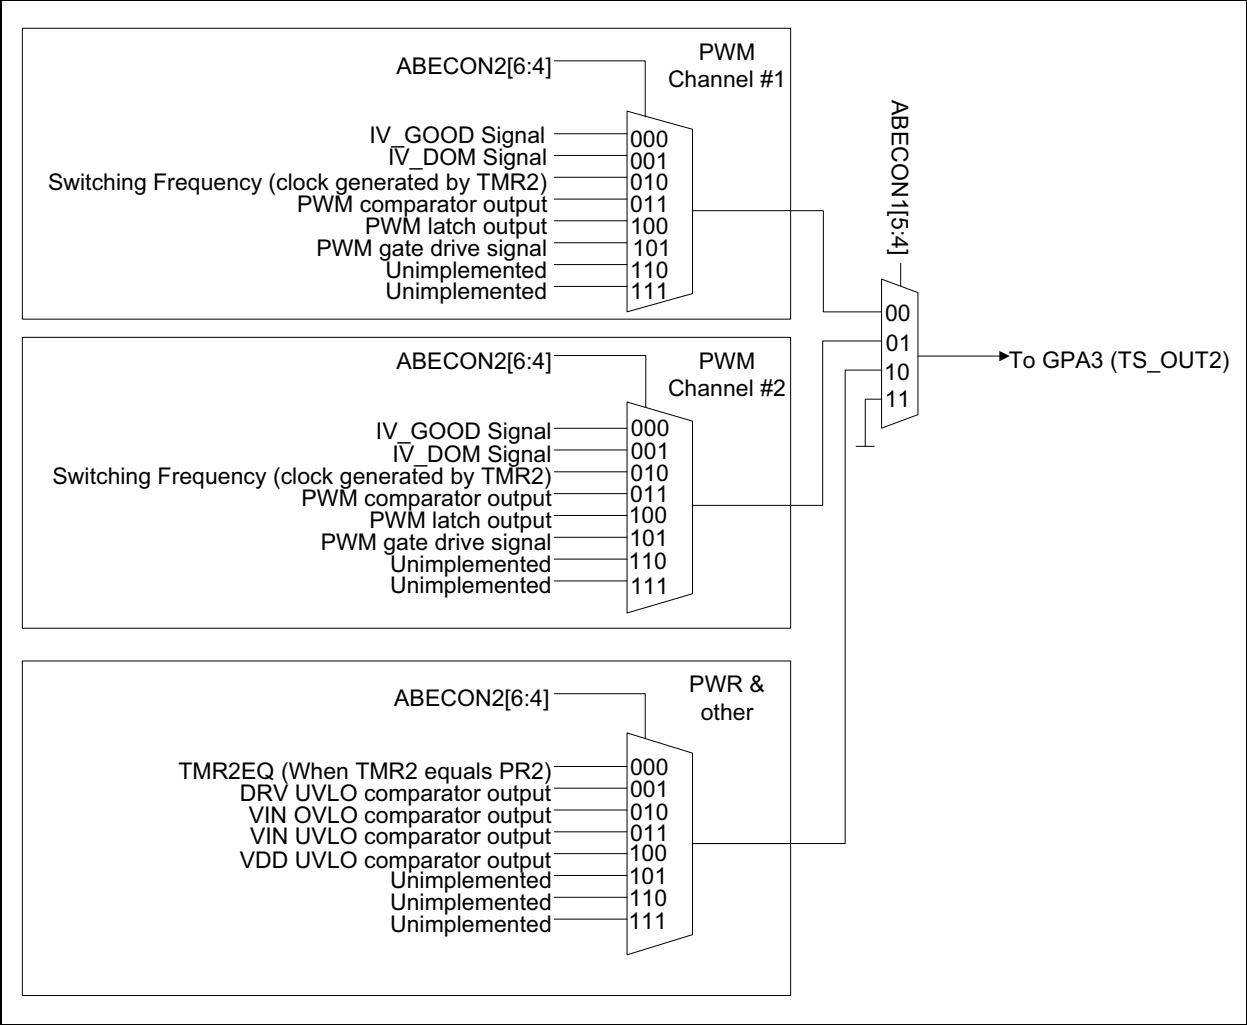 PWM
Channel #1
ABECON2[6:4]
IV_GOOD Signal
000
IV_DOM Signal
001
Switching Frequency (clock generated by TMR2)
010
PWM comparator output
011
PWM latch output
100
PWM gate drive signal
101
Unimplemented
110
Unimplemented
111
PWM
Channel #2
ABECON2[6:4]
IV_GOOD Signal
000
IV_DOM Signal
001
Switching Frequency (clock generated by TMR2)
010
PWM comparator output
011
PWM latch output
100
PWM gate drive signal
101
Unimplemented
110
Unimplemented
111
PWR &
other
ABECON2[6:4]
TMR2EQ (When TMR2 equals PR2)
000
DRV UVLO comparator output
001
VIN OVLO comparator output
010
VIN UVLO comparator output
011
VDD UVLO comparator output
100
Unimplemented
101
Unimplemented
110
Unimplemented
111
ABECON1[5:4]
00
01
10
11
To GPA3 (TS_OUT2)